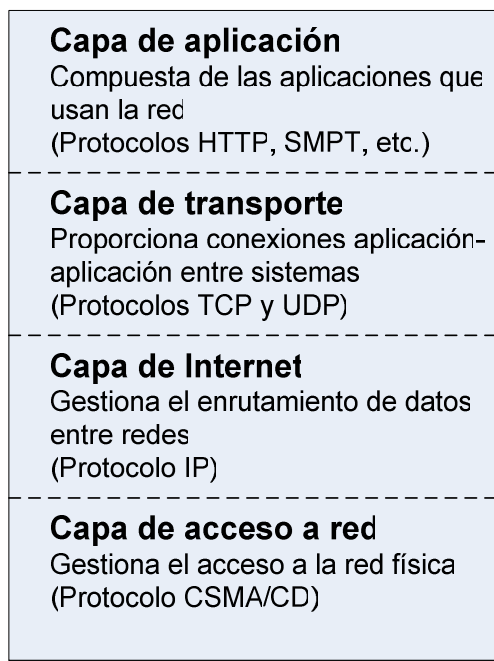 Capa de aplicación
Compuesta de las aplicaciones que
usan la red
(Protocolos HTTP, SMPT, etc.)
Capa de transporte
Proporciona conexiones aplicación-
aplicación entre sistemas
(Protocolos TCP y UDP)
Capa de Internet
Gestiona el enrutamiento de datos
entre redes
(Protocolo IP)
Capa de acceso a red
Gestiona el acceso a la red física
(Protocolo CSMA/CD)